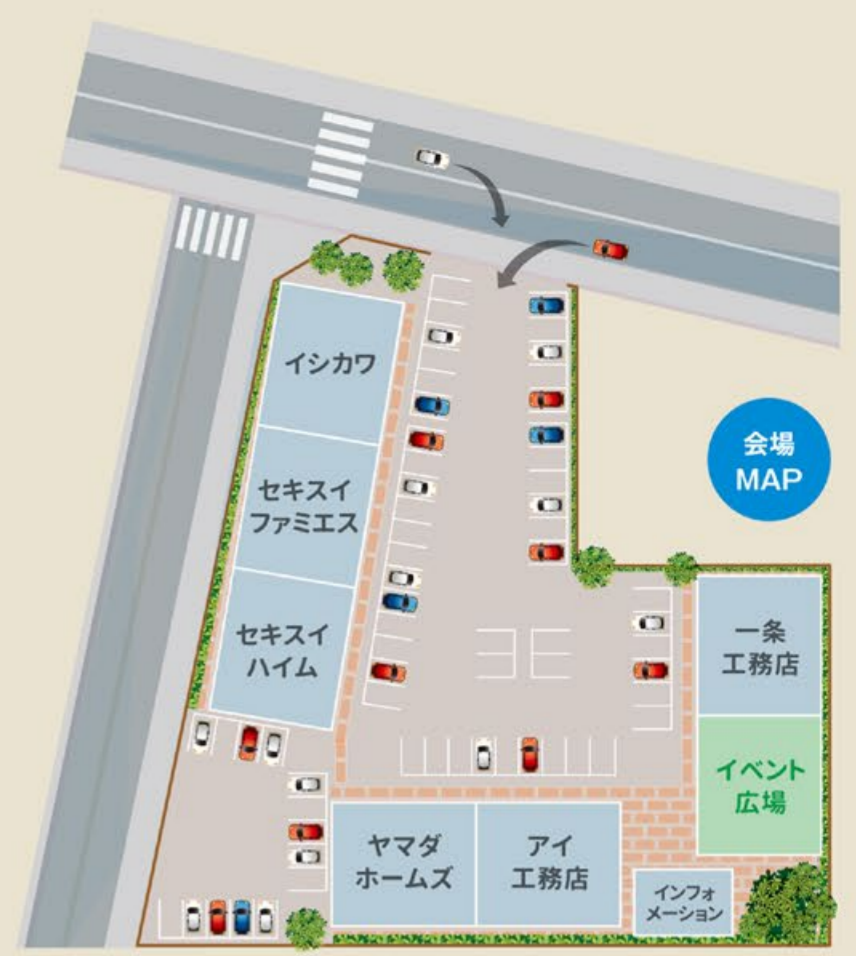 イシカワ
セキスイ
ファミエス
セキスイ
ハイム
会場
MAP
一条
工務店
イベント
広場
ヤマダ
ホームズ
アイ
工務店
インフォ
メーション